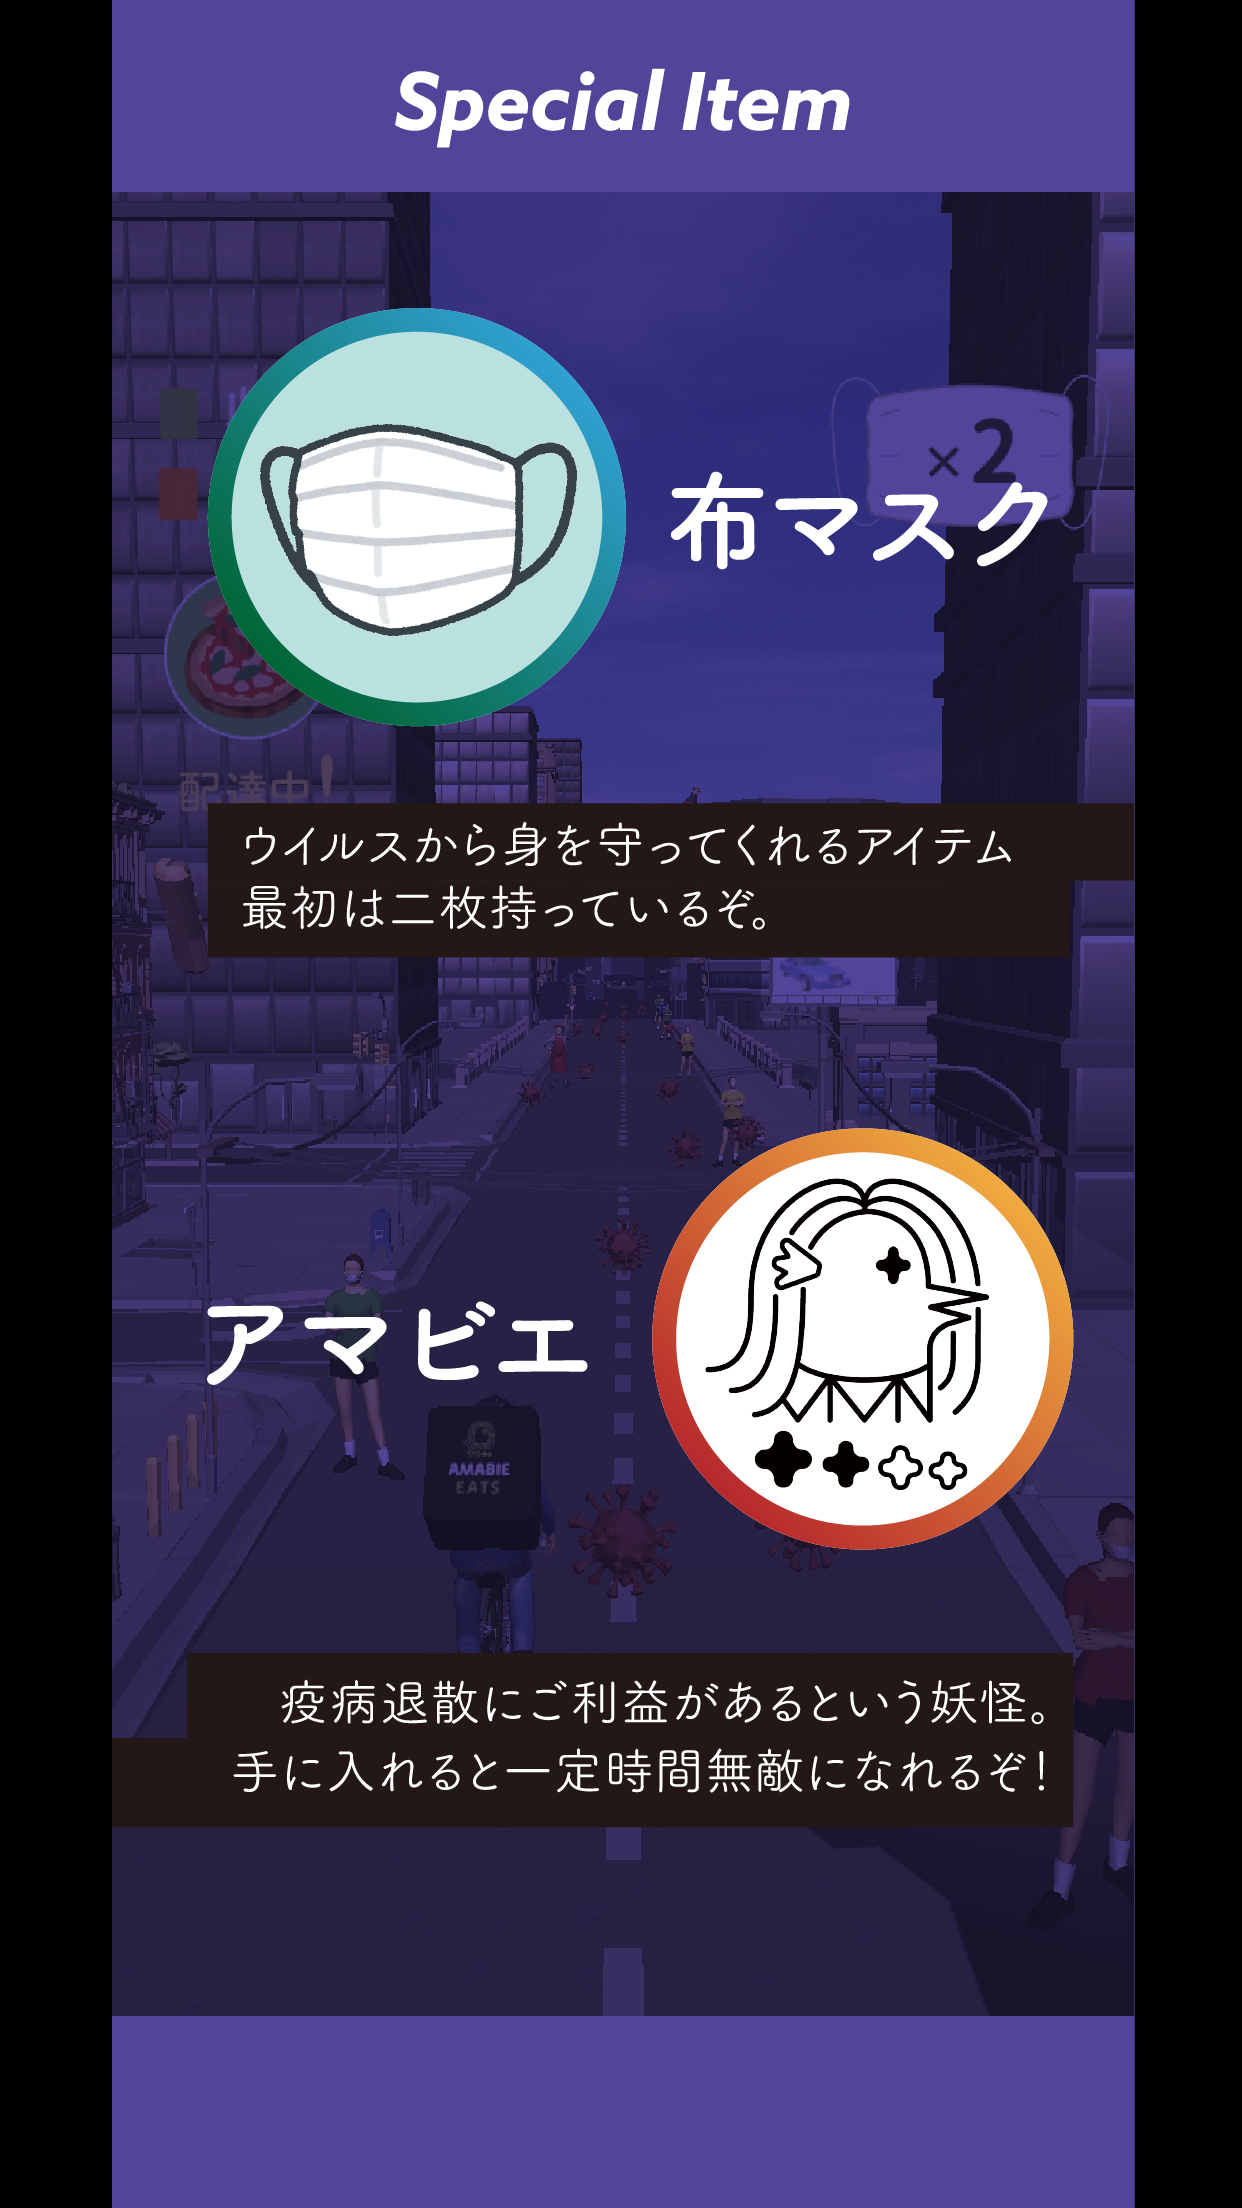 Special Item
×2
布マスク
配達中!
ウイルスから身を守ってくれるアイテム
最初は二枚持っているぞ。
アマビエ
AMABIE
EATS
疫病退散にご利益があるという妖怪。
手に入れると一定時間無敵になれるぞ!